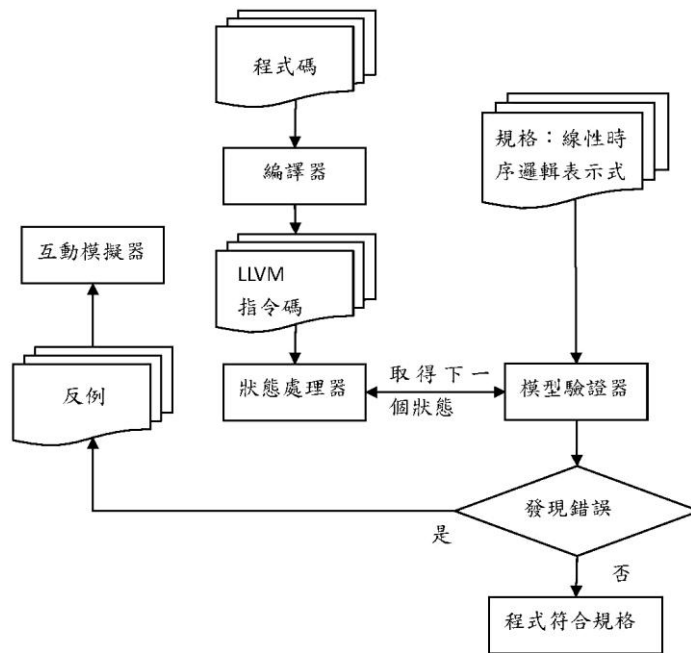 程式碼
規格：線性時
序邏輯表示式
編譯器
互動模擬器
LLVM
指令碼
反例
狀態處理器
取得下一
個狀態
模型驗證器
發現錯誤
是
否
程式符合規格